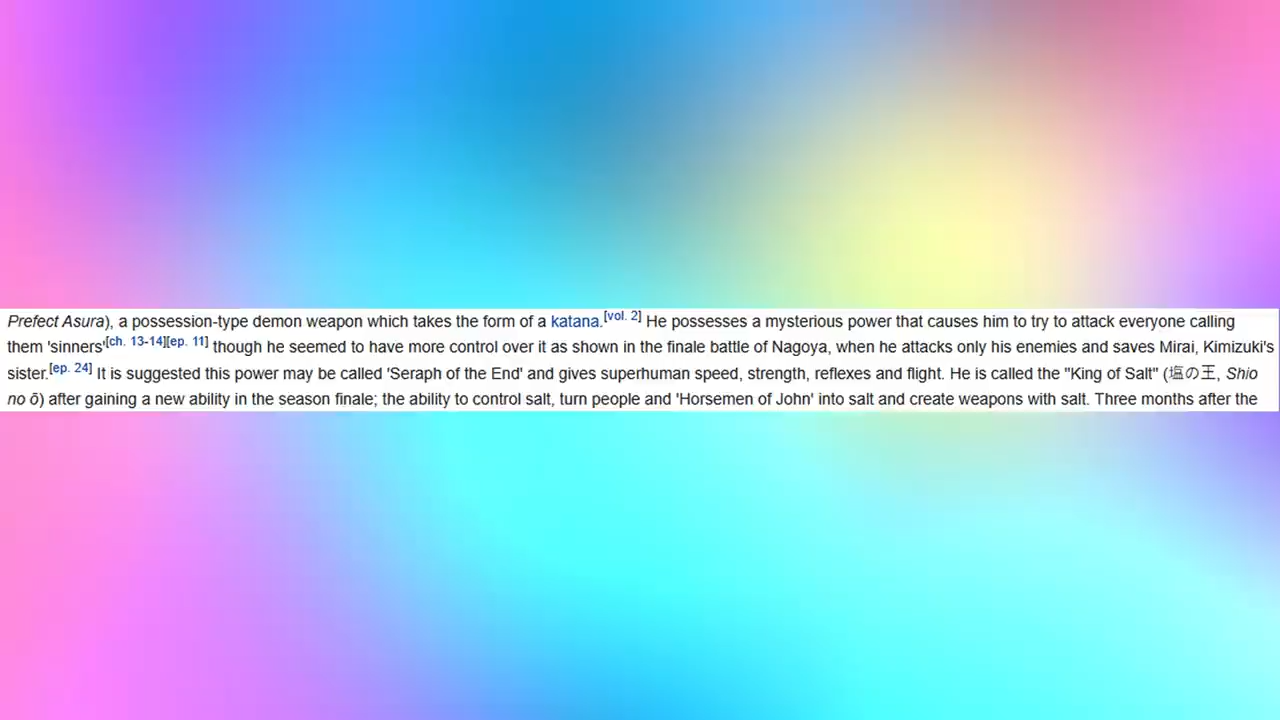 Prefect Asura), a possession-type demon weapon which takes the form of a katana.[vol. 2] He possesses a mysterious power that causes him to try to attack everyone calling
them 'sinners'[ch. 13-14][ep. 11] though he seemed to have more control over it as shown in the finale battle of Nagoya, when he attacks only his enemies and saves Mirai, Kimizuki's
sister.[ep. 24] It is suggested this power may be called 'Seraph of the End' and gives superhuman speed, strength, reflexes and flight. He is called the "King of Salt" (塩の王, Shio
no ō) after gaining a new ability in the season finale; the ability to control salt, turn people and 'Horsemen of John' into salt and create weapons with salt. Three months after the